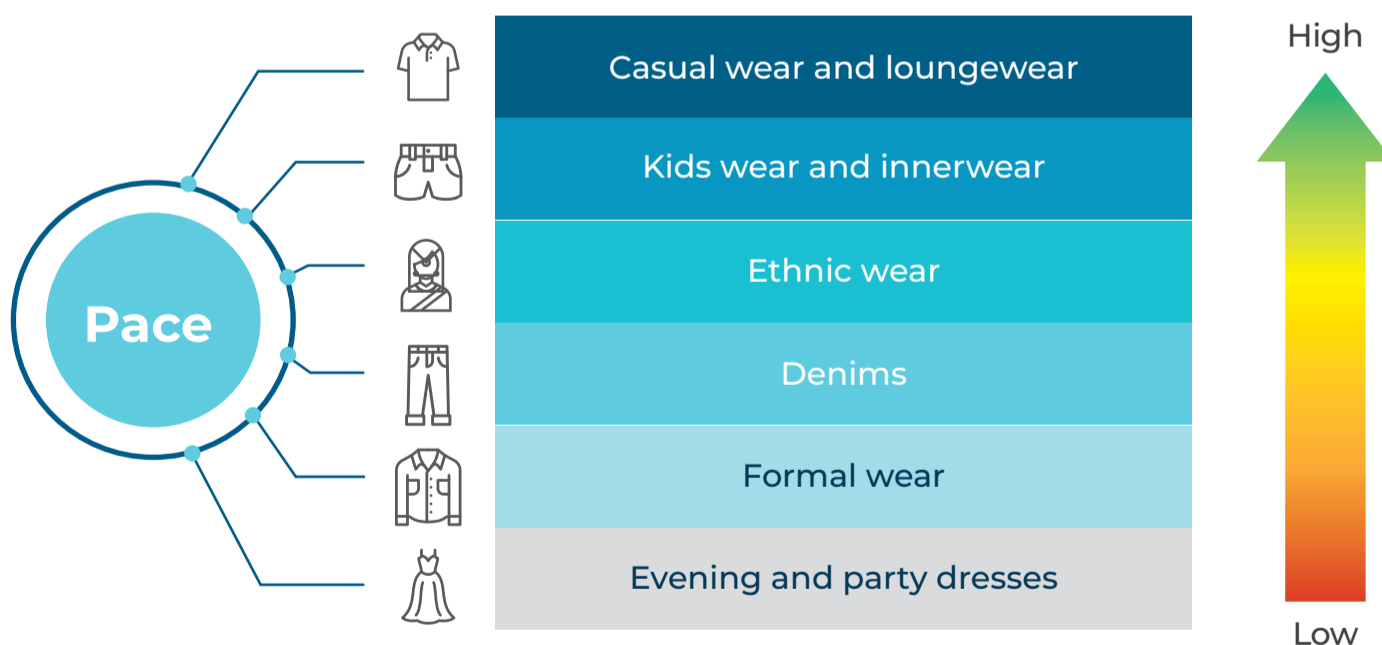 Pace
Casual wear and loungewear
Kids wear and innerwear
Ethnic wear
Denims
Formal wear
Evening and party dresses
High
Low